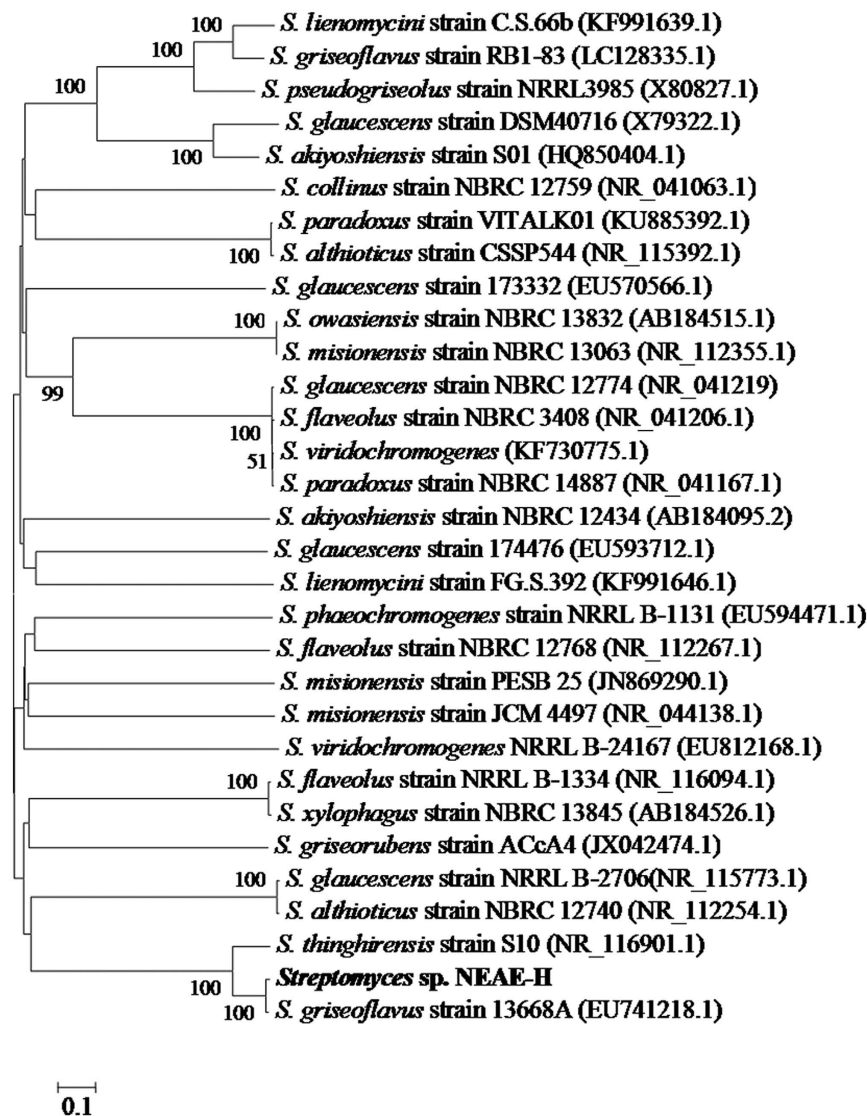 100
S. lienomycini strain C.S.66b (KF991639.1)
100
S. griseoflavus strain RB1-83 (LC128335.1)
100
S. pseudogriseolus strain NRRL3985 (X80827.1)
S. glaucescens strain DSM40716 (X79322.1)
100
S. akiyoshiensis strain S01 (HQ850404.1)
S. collinus strain NBRC 12759 (NR_041063.1)
S. paradoxus strain VITALK01 (KU885392.1)
100
S. althioticus strain CSSP544 (NR_115392.1)
S. glaucescens strain 173332 (EU570566.1)
100
S. owasiensis strain NBRC 13832 (AB184515.1)
S. misionensis strain NBRC 13063 (NR_112355.1)
99
S. glaucescens strain NBRC 12774 (NR_041219)
S. flaveolus strain NBRC 3408 (NR_041206.1)
100
S. viridochromogenes (KF730775.1)
51
S. paradoxus strain NBRC 14887 (NR_041167.1)
S. akiyoshiensis strain NBRC 12434 (AB184095.2)
S. glaucescens strain 174476 (EU593712.1)
S. lienomycini strain FG.S.392 (KF991646.1)
S. phaeochromogenes strain NRRL B-1131 (EU594471.1)
S. flaveolus strain NBRC 12768 (NR_112267.1)
S. misionensis strain PESB 25 (JN869290.1)
S. misionensis strain JCM 4497 (NR_044138.1)
S. viridochromogenes NRRL B-24167 (EU812168.1)
100
S. flaveolus strain NRRL B-1334 (NR_116094.1)
S. xylophagus strain NBRC 13845 (AB184526.1)
S. griseorubens strain ACcA4 (JX042474.1)
100
S. glaucescens strain NRRL B-2706(NR_115773.1)
S. althioticus strain NBRC 12740 (NR_112254.1)
S. thinghirensis strain S10 (NR_116901.1)
100
Streptomyces sp. NEAE-H
100
S. griseoflavus strain 13668A (EU741218.1)
0.1